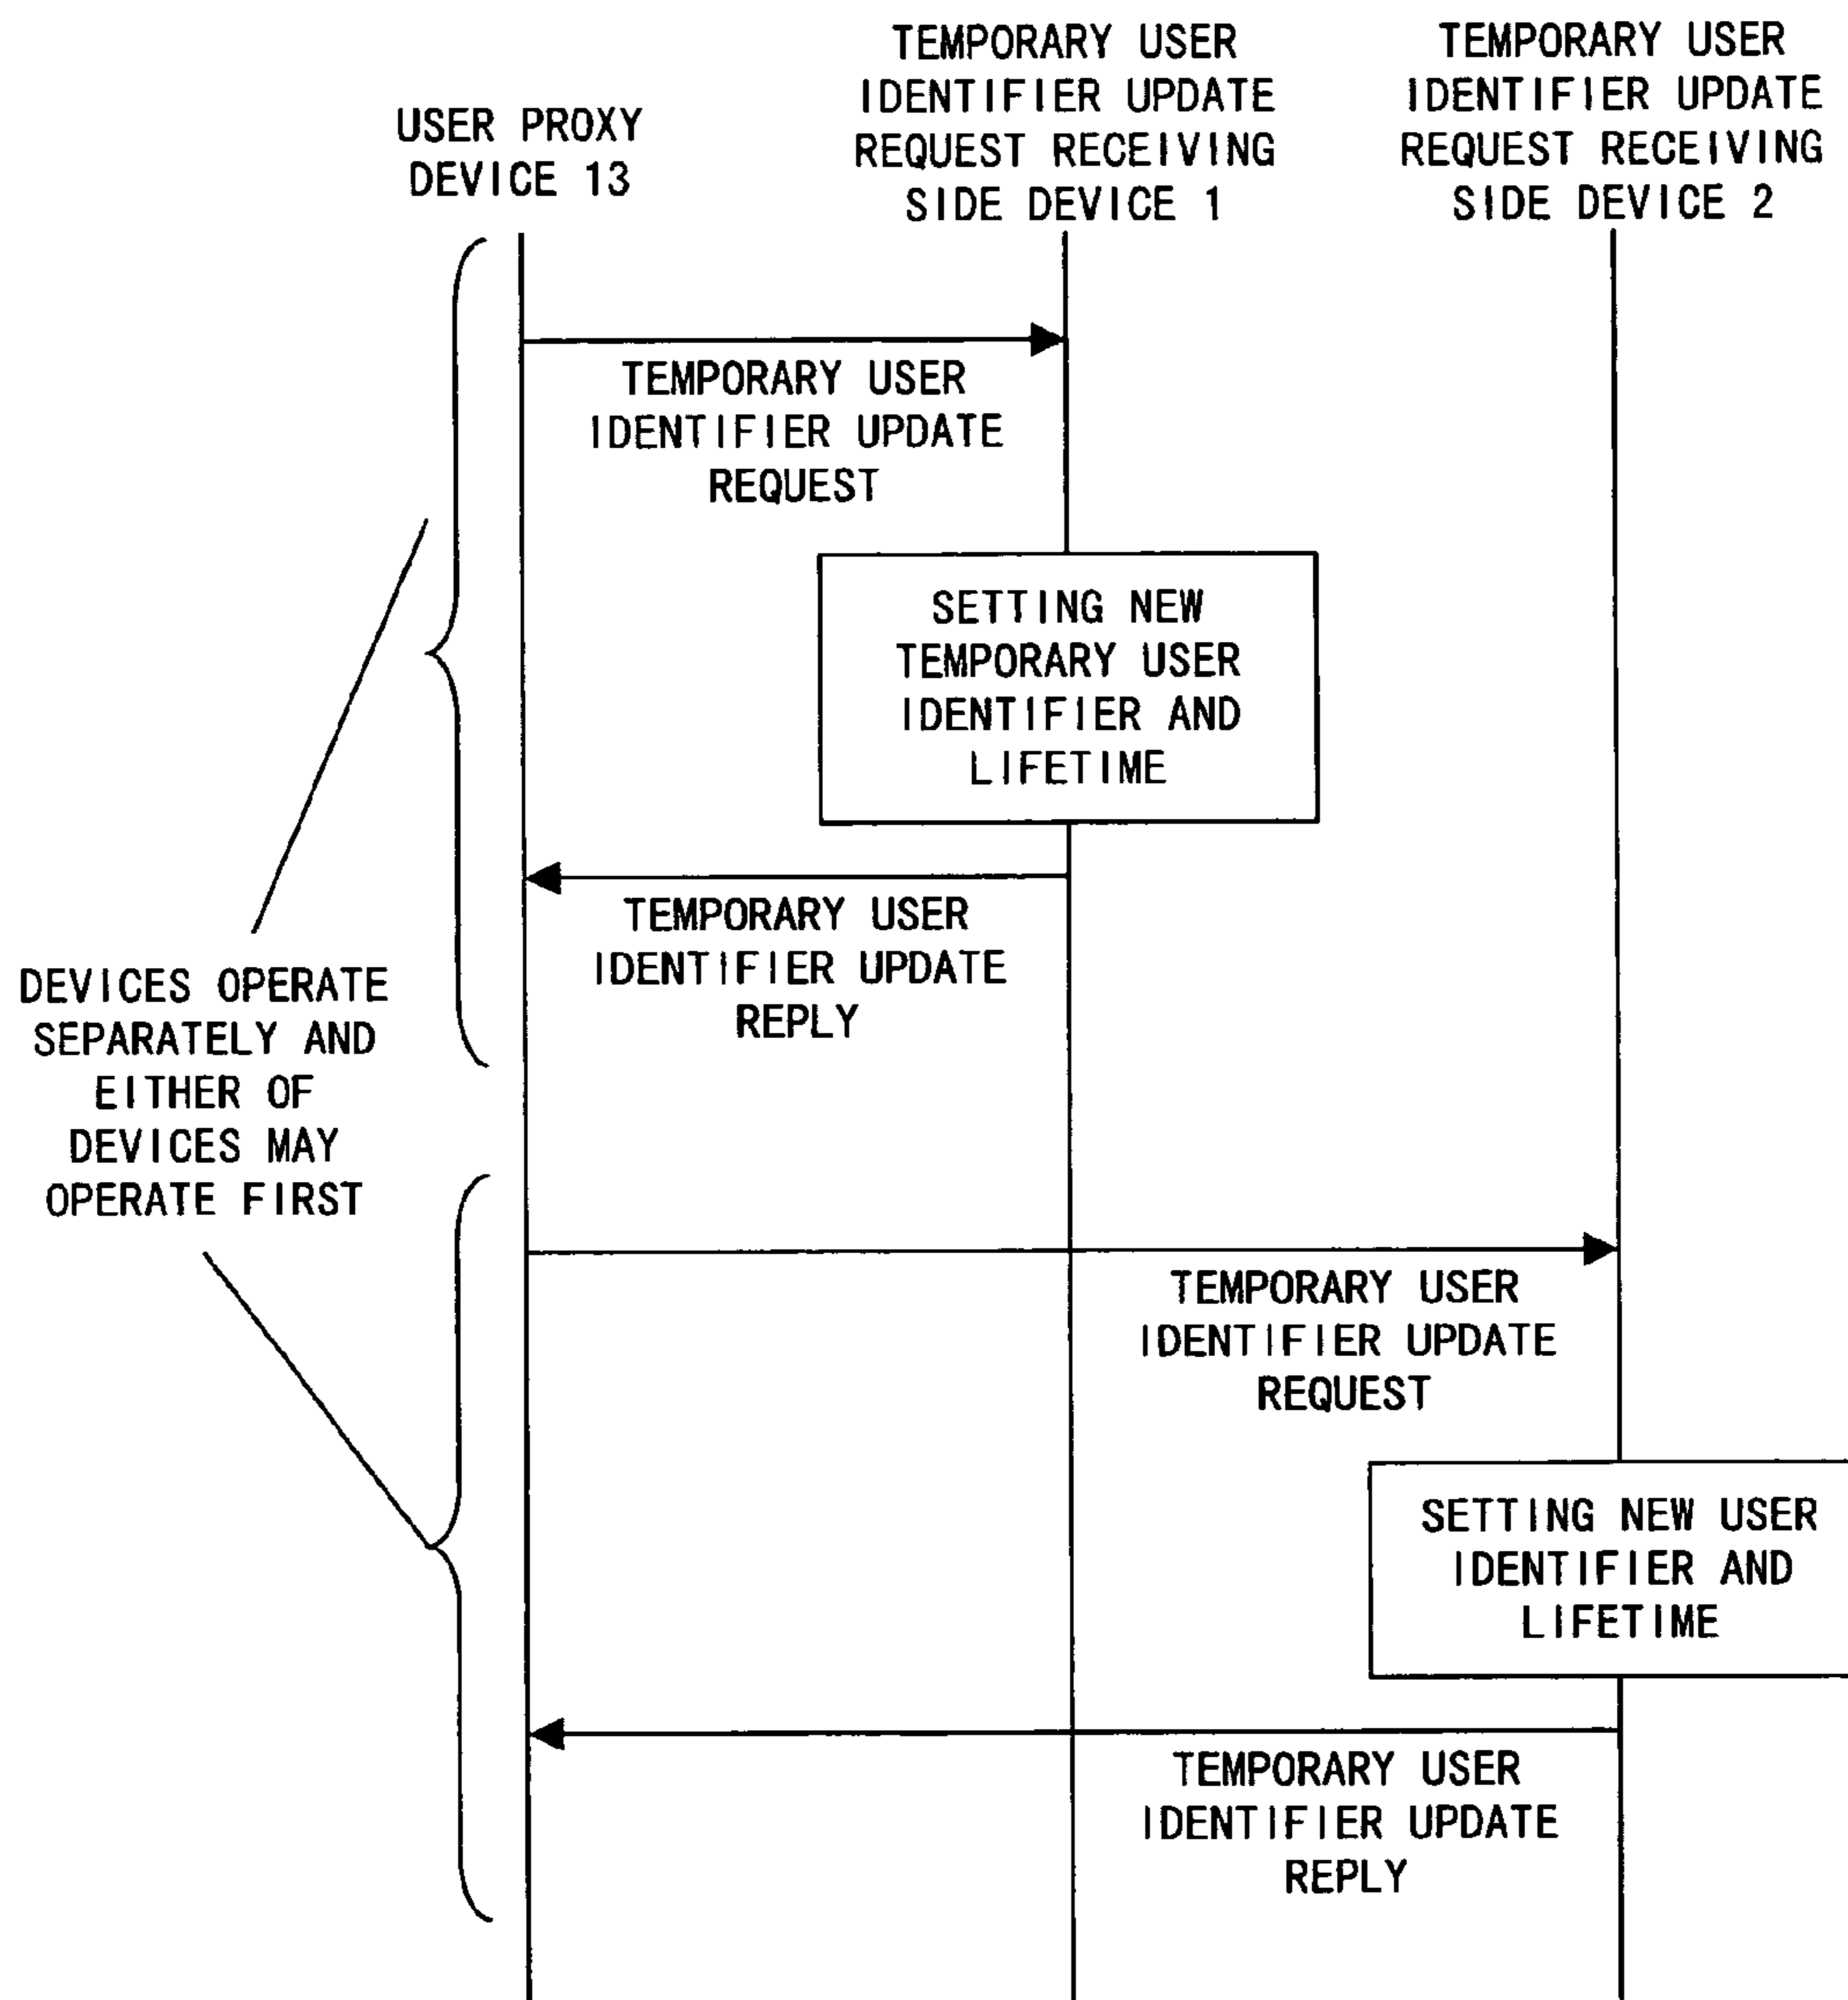 USER PROXY
DEVICE 13
TEMPORARY USER
IDENTIFIER UPDATE
REQUEST RECEIVING
SIDE DEVICE 1
TEMPORARY USER
IDENTIFIER UPDATE
REQUEST RECEIVING
SIDE DEVICE 2
TEMPORARY USER
IDENTIFIER UPDATE
REQUEST
SETTING NEW
TEMPORARY USER
IDENTIFIER AND
LIFETIME
TEMPORARY USER
IDENTIFIER UPDATE
REPLY
DEVICES OPERATE
SEPARATELY AND
EITHER OF
DEVICES MAY
OPERATE FIRST
TEMPORARY USER
IDENTIFIER UPDATE
REQUEST
SETTING NEW USER
IDENTIFIER AND
LIFETIME
TEMPORARY USER
IDENTIFIER UPDATE
REPLY